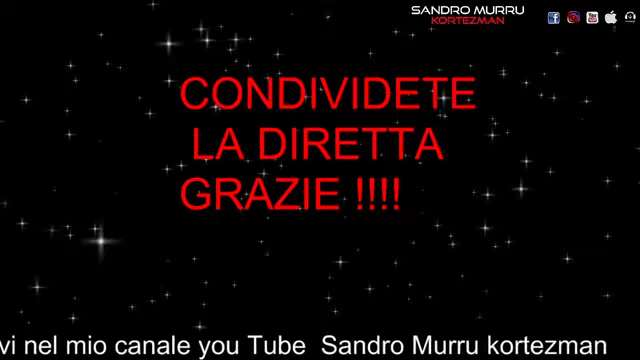 SANDRO MURRU
KORTEZMAN
CONDIVIDETE
LA DIRETTA
GRAZIE !!!!
vi nel mio canale you Tube  Sandro Murru kortezman